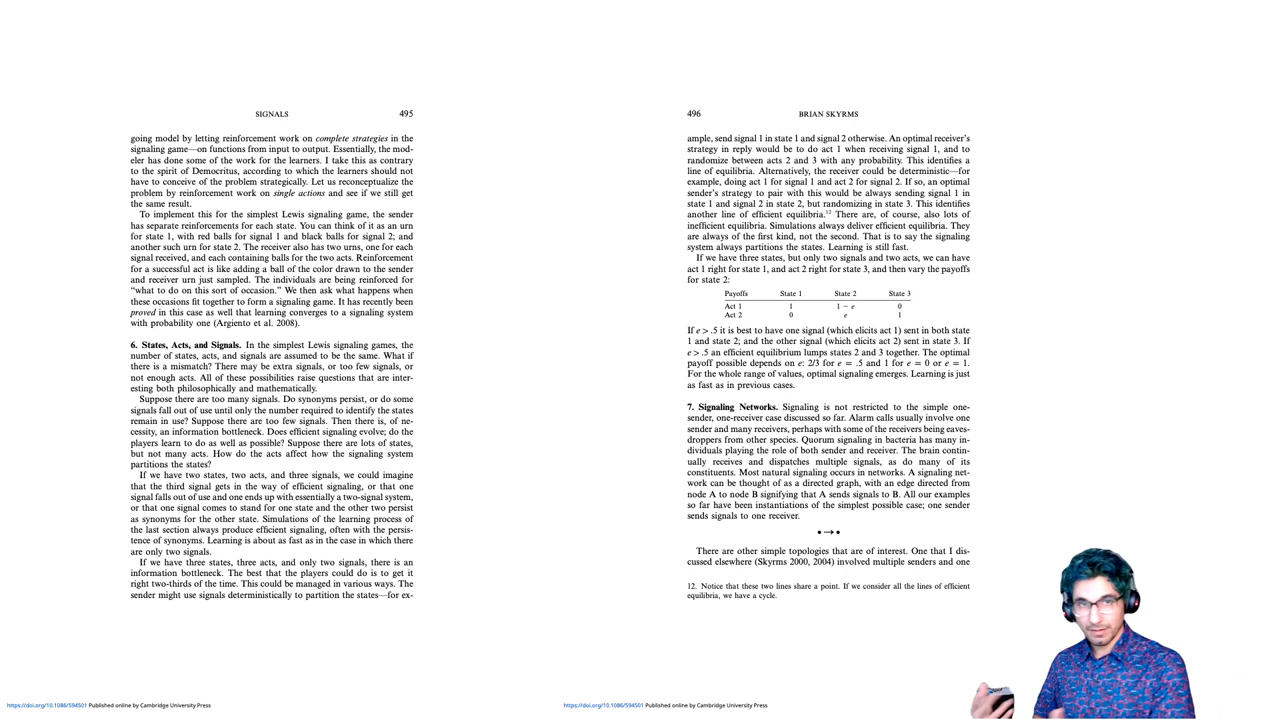 SIGNALS 495
going model by letting reinforcement work on complete strategies in the
signaling game—on functions from input to output. Essentially, the mod-
eler has done some of the work for the learners. I take this as contrary
to the spirit of Democritus, according to which the learners should not
have to conceive of the problem strategically. Let us reconceptualize the
problem by reinforcement work on single actions and see if we still get
the same result.
To implement this for the simplest Lewis signaling game, the sender
has separate reinforcements for each state. You can think of it as an urn
for state 1, with red balls for signal 1 and black balls for signal 2; and
another such urn for state 2. The receiver also has two urns, one for each
signal received, and each containing balls for the two acts. Reinforcement
for a successful act is like adding a ball of the color drawn to the sender
and receiver urn just sampled. The individuals are being reinforced for
“what to do on this sort of occasion.” We then ask what happens when
these occasions fit together to form a signaling game. It has recently been
proved in this case as well that learning converges to a signaling system
with probability one (Argiento et al. 2008).
6. States, Acts, and Signals. In the simplest Lewis signaling games, the
number of states, acts, and signals are assumed to be the same. What if
there is a mismatch? There may be extra signals, or too few signals, or
not enough acts. All of these possibilities raise questions that are inter-
esting both philosophically and mathematically.
Suppose there are too many signals. Do synonyms persist, or do some
signals fall out of use until only the number required to identify the states
remain in use? Suppose there are too few signals. Then there is, of ne-
cessity, an information bottleneck. Does efficient signaling evolve; do the
players learn to do as well as possible? Suppose there are lots of states,
but not many acts. How do the acts affect how the signaling system
partitions the states?
If we have two states, two acts, and three signals, we could imagine
that the third signal gets in the way of efficient signaling, or that one
signal falls out of use and one ends up with essentially a two-signal system,
or that one signal comes to stand for one state and the other two persist
as synonyms for the other state. Simulations of the learning process of
the last section always produce efficient signaling, often with the persis-
tence of synonyms. Learning is about as fast as in the case in which there
are only two signals.
If we have three states, three acts, and only two signals, there is an
information bottleneck. The best that the players could do is to get it
right two-thirds of the time. This could be managed in various ways. The
sender might use signals deterministically to partition the states—for ex-
https://doi.org/10.1086/594501 Published online by Cambridge University Press
496 BRIAN SKYRMS
ample, send signal 1 in state 1 and signal 2 otherwise. An optimal receiver’s
strategy in reply would be to do act 1 when receiving signal 1, and to
randomize between acts 2 and 3 with any probability. This identifies a
line of equilibria. Alternatively, the receiver could be deterministic—for
example, doing act 1 for signal 1 and act 2 for signal 2. If so, an optimal
sender’s strategy to pair with this would be always sending signal 1 in
state 1 and signal 2 in state 2, but randomizing in state 3. This identifies
another line of efficient equilibria.12 There are, of course, also lots of
inefficient equilibria. Simulations always deliver efficient equilibria. They
are always of the first kind, not the second. That is to say the signaling
system always partitions the states. Learning is still fast.
If we have three states, but only two signals and two acts, we can have
act 1 right for state 1, and act 2 right for state 3, and then vary the payoffs
for state 2:
Payoffs State 1 State 2 State 3
Act 1 1 1 − e 0
Act 2 0 e 1
If e > .5 it is best to have one signal (which elicits act 1) sent in both state
1 and state 2; and the other signal (which elicits act 2) sent in state 3. If
e > .5 an efficient equilibrium lumps states 2 and 3 together. The optimal
payoff possible depends on e: 2/3 for e = .5 and 1 for e = 0 or e = 1.
For the whole range of values, optimal signaling emerges. Learning is just
as fast as in previous cases.
7. Signaling Networks. Signaling is not restricted to the simple one-
sender, one-receiver case discussed so far. Alarm calls usually involve one
sender and many receivers, perhaps with some of the receivers being eaves-
droppers from other species. Quorum signaling in bacteria has many in-
dividuals playing the role of both sender and receiver. The brain contin-
ually receives and dispatches multiple signals, as do many of its
constituents. Most natural signaling occurs in networks. A signaling net-
work can be thought of as a directed graph, with an edge directed from
node A to node B signifying that A sends signals to B. All our examples
so far have been instantiations of the simplest possible case; one sender
sends signals to one receiver.
•→•
There are other simple topologies that are of interest. One that I dis-
cussed elsewhere (Skyrms 2000, 2004) involved multiple senders and one
12. Notice that these two lines share a point. If we consider all the lines of efficient
equilibria, we have a cycle.
https://doi.org/10.1086/594501 Published online by Cambridge University Press